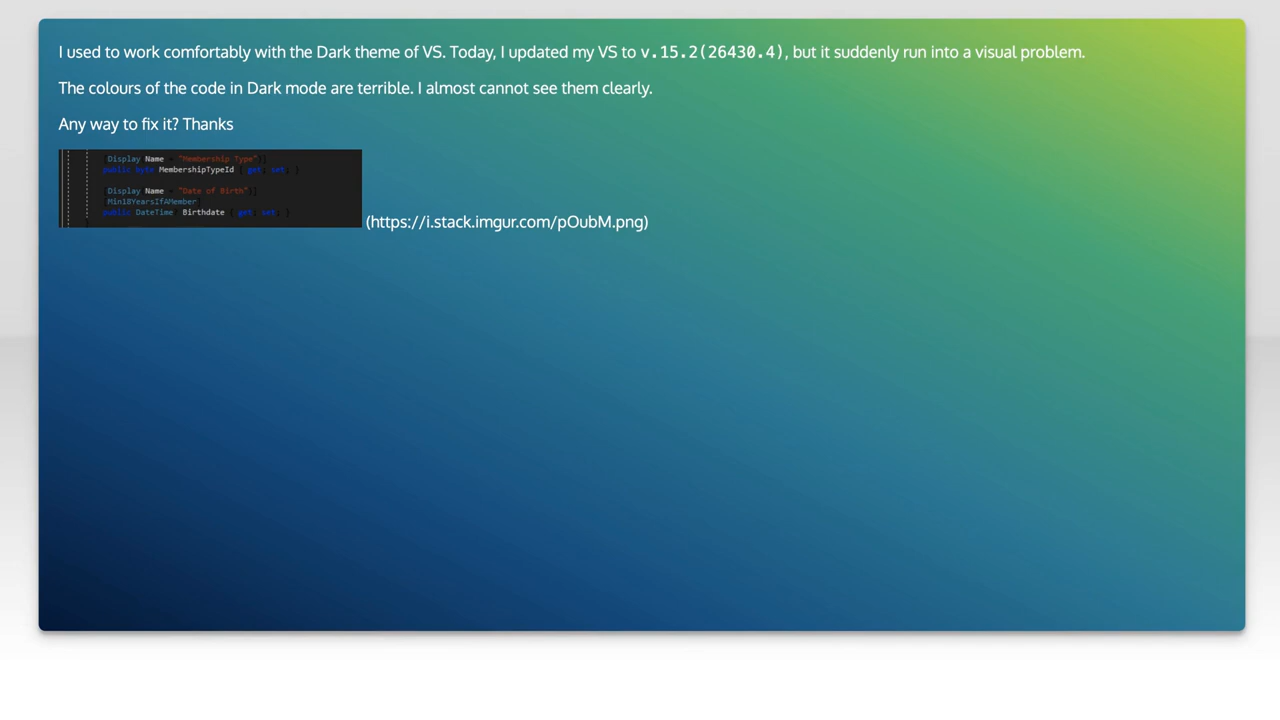 I used to work comfortably with the Dark theme of VS. Today, I updated my VS to v.15.2(26430.4), but it suddenly run into a visual problem.
The colours of the code in Dark mode are terrible. I almost cannot see them clearly.
Any way to fix it? Thanks
[Display(Name = "Membership Type")]
public byte MembershipTypeId { get; set; }
[Display(Name = "Date of Birth")]
[Min18YearsIfAMember]
public DateTime? Birthdate { get; set; }
(https://i.stack.imgur.com/pOubM.png)